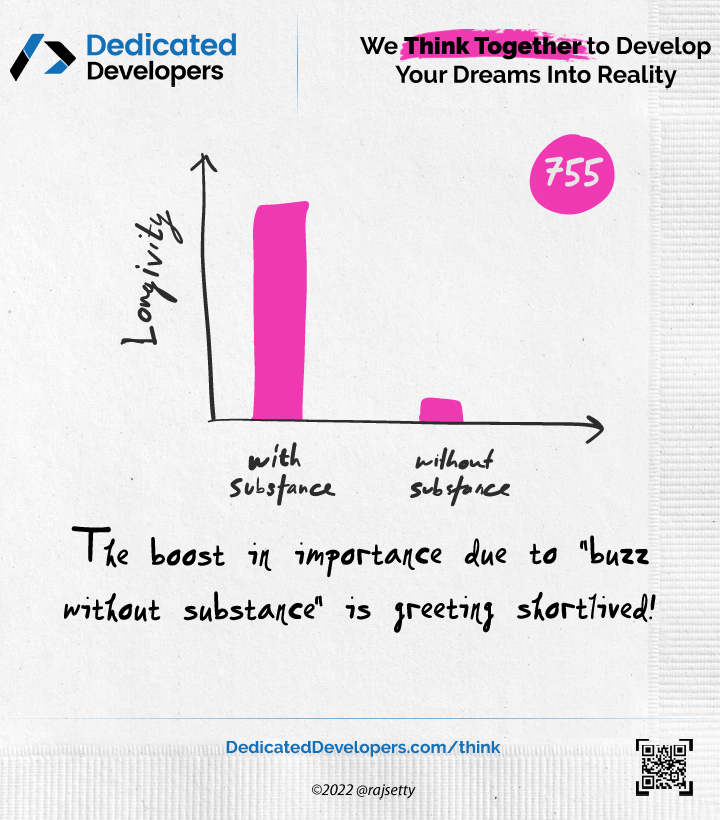 Dedicated
Developers
We Think Together to Develop
Your Dreams Into Reality
755
Longivity
with
substance
without
substance
The boost in importance due to "buzz
without substance" is greeting shortlived!
DedicatedDevelopers.com/think
©2022 @rajsetty